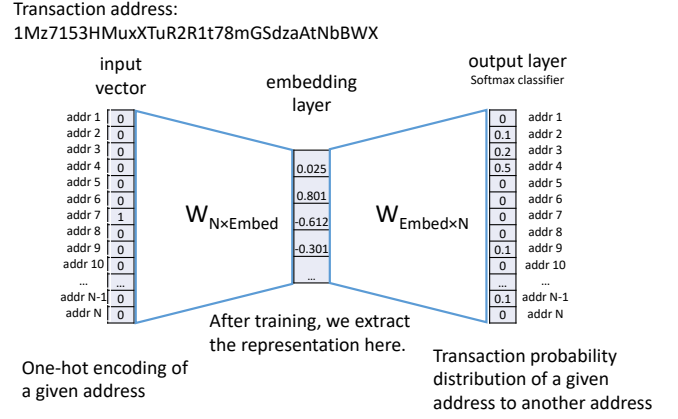 Transaction address:
1Mz7153HMuxXTuR2R1t78mGSdzaAtNbBWX
input
vector
embedding
layer
output layer
Softmax classifier
addr 1 0
addr 2 0
addr 3 0
addr 4 0
addr 5 0
addr 6 0
addr 7 1
addr 8 0
addr 9 0
addr 10 0
... ...
addr N-1 0
addr N 0
WN×Embed
0.025
0.801
-0.612
-0.301
...
WEmbed×N
0 addr 1
0.1 addr 2
0.2 addr 3
0.5 addr 4
0 addr 5
0 addr 6
0 addr 7
0 addr 8
0.1 addr 9
0 addr 10
... ...
0.1 addr N-1
0 addr N
After training, we extract
the representation here.
One-hot encoding of
a given address
Transaction probability
distribution of a given
address to another address